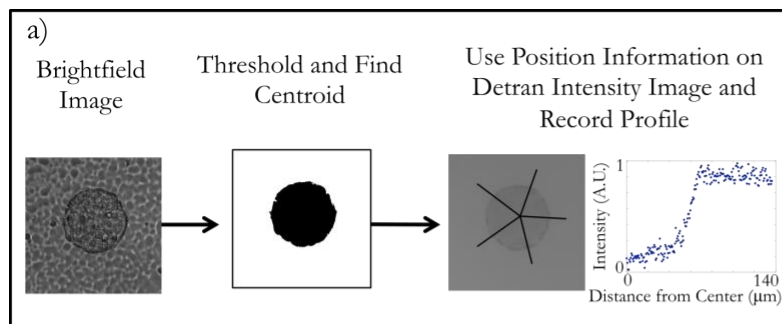 a)
Brightfield
Image
Threshold and Find
Centroid
Use Position Information on
Detran Intensity Image and
Record Profile
Intensity (A.U.)
1
0
0
140
Distance from Center (μm)